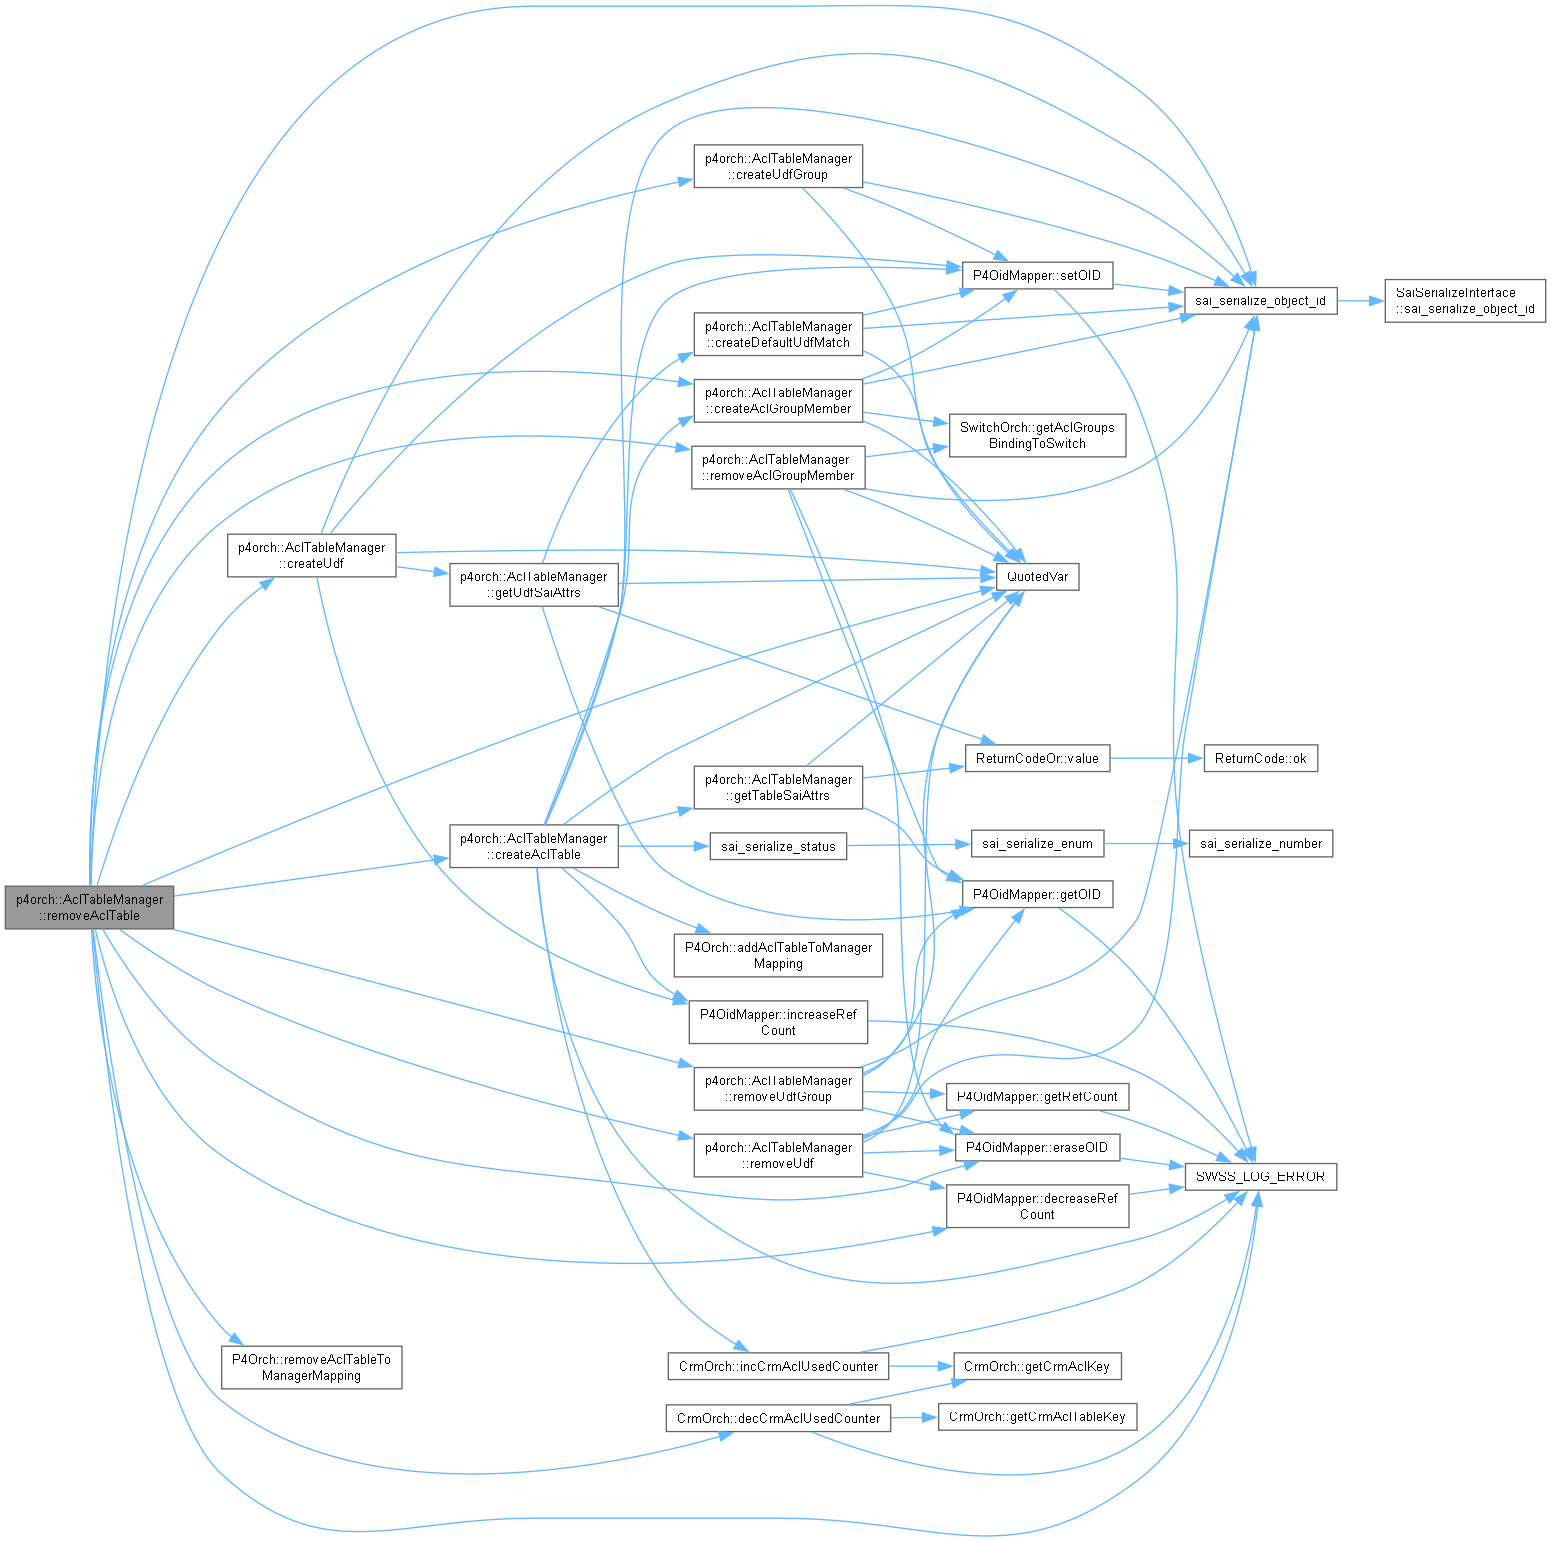 p4orch::AclTableManager
::createUdfGroup
P4OidMapper::setOID
SaiSerializeInterface
::sai_serialize_object_id
sai_serialize_object_id
p4orch::AclTableManager
::createDefaultUdfMatch
p4orch::AclTableManager
::createAclGroupMember
SwitchOrch::getAclGroups
BindingToSwitch
p4orch::AclTableManager
::removeAclGroupMember
p4orch::AclTableManager
::createUdf
p4orch::AclTableManager
::getUdfSaiAttrs
QuotedVar
ReturnCodeOr::value
ReturnCode::ok
p4orch::AclTableManager
::getTableSaiAttrs
p4orch::AclTableManager
::createAclTable
sai_serialize_status
sai_serialize_enum
sai_serialize_number
p4orch::AclTableManager
::removeAclTable
P4OidMapper::getOID
P4Orch::addAclTableToManager
Mapping
P4OidMapper::increaseRef
Count
p4orch::AclTableManager
::removeUdfGroup
P4OidMapper::getRefCount
p4orch::AclTableManager
::removeUdf
P4OidMapper::eraseOID
SWSS_LOG_ERROR
P4OidMapper::decreaseRef
Count
P4Orch::removeAclTableTo
ManagerMapping
CrmOrch::incCrmAclUsedCounter
CrmOrch::getCrmAclKey
CrmOrch::decCrmAclUsedCounter
CrmOrch::getCrmAclTableKey